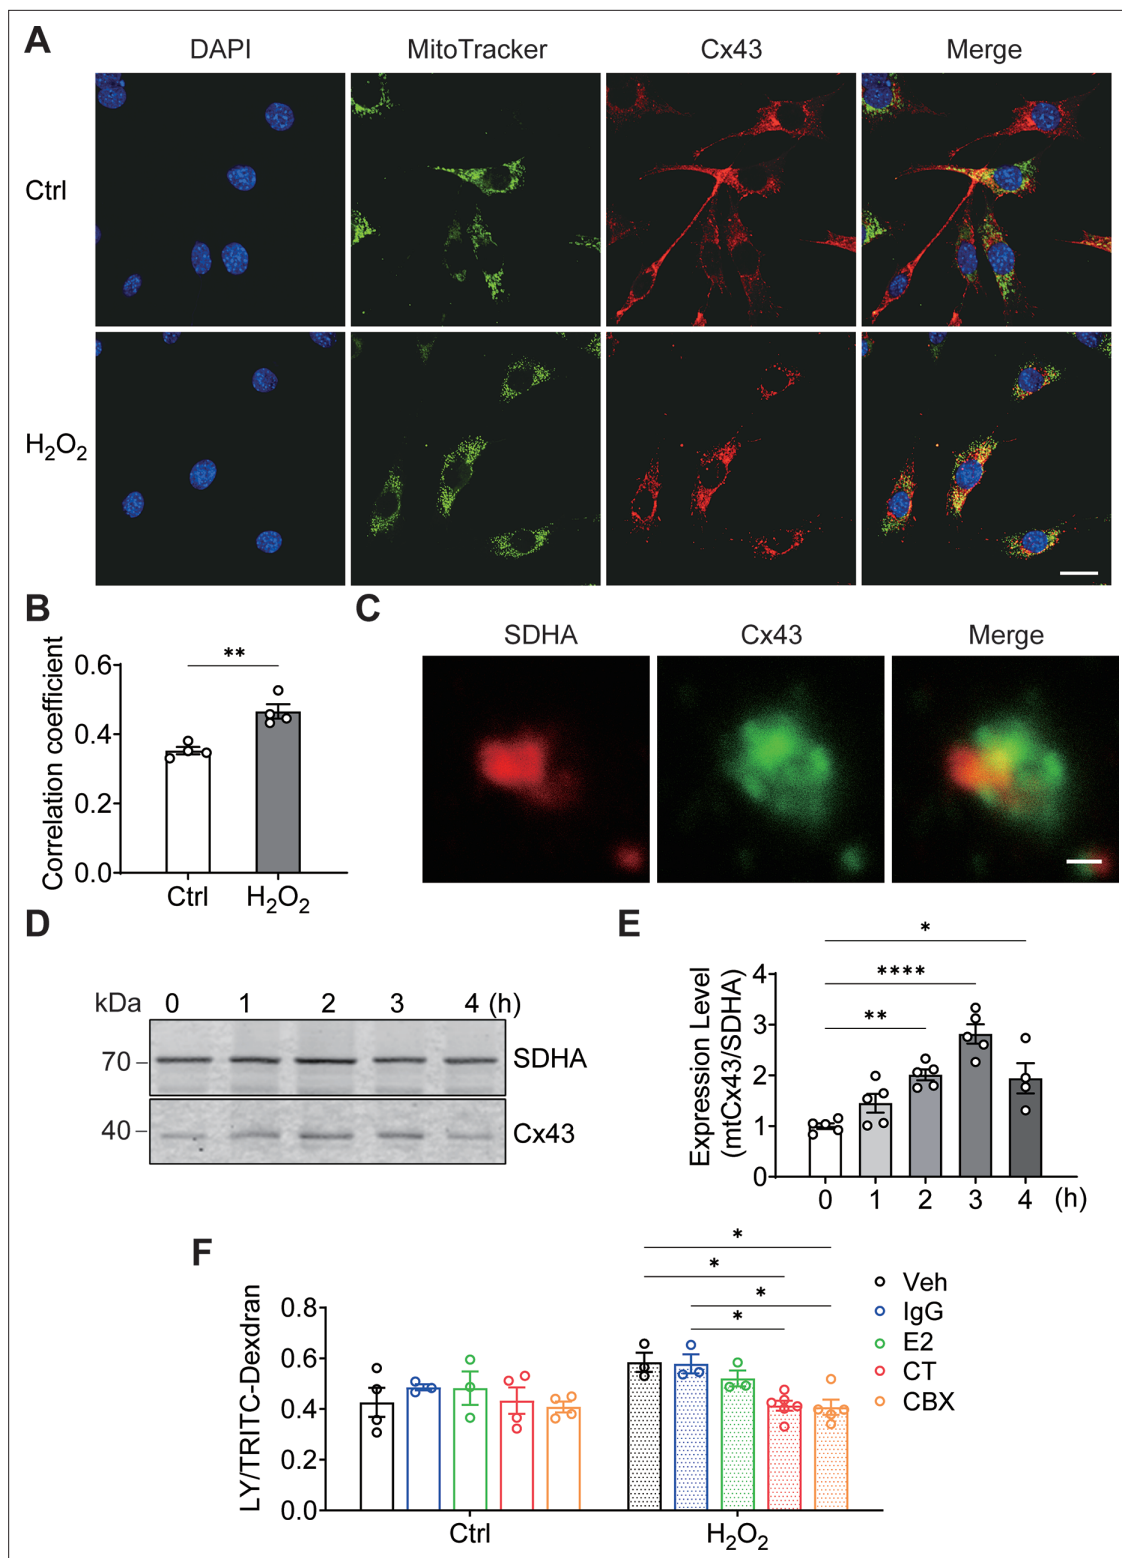 A
DAPI MitoTracker Cx43 Merge
Ctrl
H₂O₂
B
Correlation coefficient
0.6
0.4
0.2
0.0
**
Ctrl H₂O₂
C
SDHA Cx43 Merge
D
kDa 0 1 2 3 4 (h)
70 SDHA
40 Cx43
E
Expression Level
(mtCx43/SDHA)
4
3
2
1
0
*
****
**
0 1 2 3 4 (h)
F
LY/TRITC-Dexdran
0.8
0.6
0.4
0.2
0.0
*
*
*
*
Ctrl H₂O₂
Veh
IgG
E2
CT
CBX